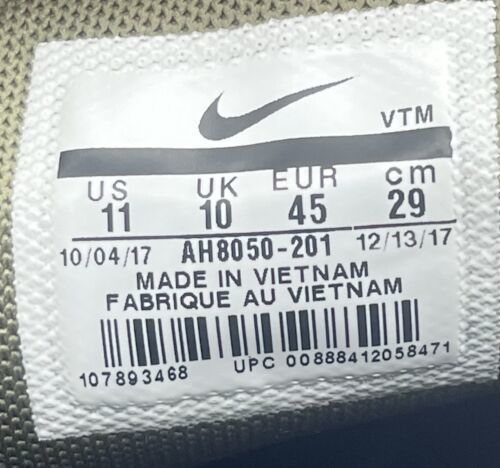 VTM
US UK EUR cm
11 10 45 29
10/04/17 AH8050-201 12/13/17
MADE IN VIETNAM
FABRIQUE AU VIETNAM
107893468 UPC 00888412058471